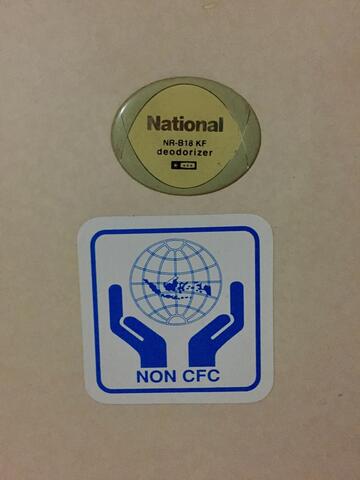 National
NR-B18 KF
deodorizer
NON CFC